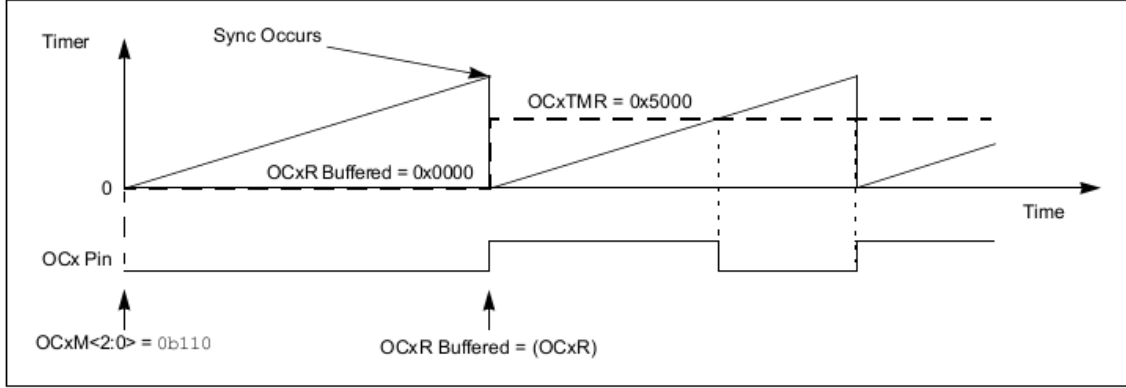 Sync Occurs
Timer
OCxTMR = 0x5000
OCxR Buffered = 0x0000
0
Time
OCx Pin
OCxM<2:0> = 0b110
OCxR Buffered = (OCxR)